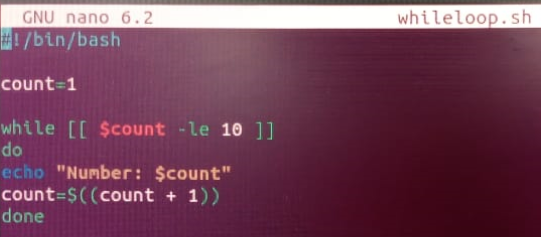 GNU nano 6.2 whileloop.sh
#!/bin/bash
count=1
while [[ $count -le 10 ]]
do
echo "Number: $count"
count=$((count + 1))
done